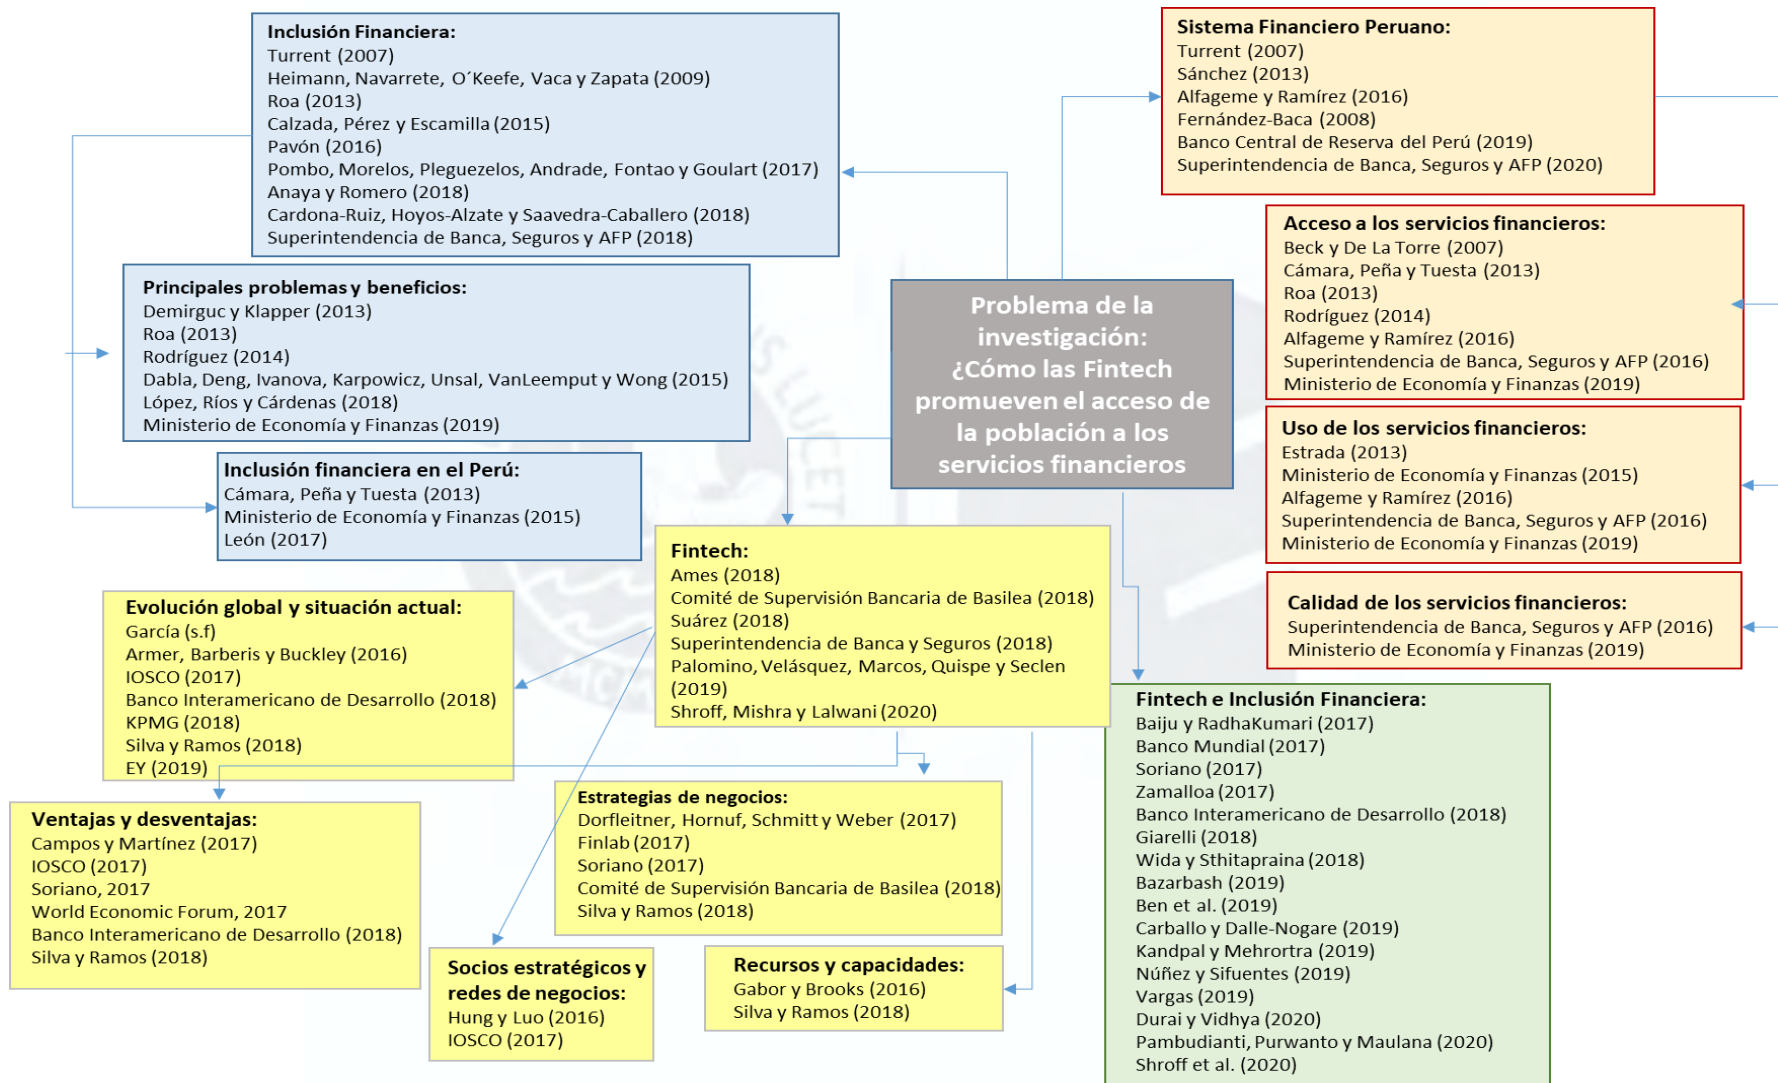 Inclusión Financiera:
Turrent (2007)
Heimann, Navarrete, O´Keefe, Vaca y Zapata (2009)
Roa (2013)
Calzada, Pérez y Escamilla (2015)
Pavón (2016)
Pombo, Morelos, Pleguezelos, Andrade, Fontao y Goulart (2017)
Anaya y Romero (2018)
Cardona-Ruiz, Hoyos-Alzate y Saavedra-Caballero (2018)
Superintendencia de Banca, Seguros y AFP (2018)
Principales problemas y beneficios:
Demirguc y Klapper (2013)
Roa (2013)
Rodríguez (2014)
Dabla, Deng, Ivanova, Karpowicz, Unsal, VanLeemput y Wong (2015)
López, Ríos y Cárdenas (2018)
Ministerio de Economía y Finanzas (2019)
Inclusión financiera en el Perú:
Cámara, Peña y Tuesta (2013)
Ministerio de Economía y Finanzas (2015)
León (2017)
Problema de la
investigación:
¿Cómo las Fintech
promueven el acceso de
la población a los
servicios financieros
Sistema Financiero Peruano:
Turrent (2007)
Sánchez (2013)
Alfageme y Ramírez (2016)
Fernández-Baca (2008)
Banco Central de Reserva del Perú (2019)
Superintendencia de Banca, Seguros y AFP (2020)
Acceso a los servicios financieros:
Beck y De La Torre (2007)
Cámara, Peña y Tuesta (2013)
Roa (2013)
Rodríguez (2014)
Alfageme y Ramírez (2016)
Superintendencia de Banca, Seguros y AFP (2016)
Ministerio de Economía y Finanzas (2019)
Uso de los servicios financieros:
Estrada (2013)
Ministerio de Economía y Finanzas (2015)
Alfageme y Ramírez (2016)
Superintendencia de Banca, Seguros y AFP (2016)
Ministerio de Economía y Finanzas (2019)
Calidad de los servicios financieros:
Superintendencia de Banca, Seguros y AFP (2016)
Ministerio de Economía y Finanzas (2019)
Fintech:
Ames (2018)
Comité de Supervisión Bancaria de Basilea (2018)
Suárez (2018)
Superintendencia de Banca y Seguros (2018)
Palomino, Velásquez, Marcos, Quispe y Seclen
(2019)
Shroff, Mishra y Lalwani (2020)
Evolución global y situación actual:
García (s.f)
Armer, Barberis y Buckley (2016)
IOSCO (2017)
Banco Interamericano de Desarrollo (2018)
KPMG (2018)
Silva y Ramos (2018)
EY (2019)
Ventajas y desventajas:
Campos y Martínez (2017)
IOSCO (2017)
Soriano, 2017
World Economic Forum, 2017
Banco Interamericano de Desarrollo (2018)
Silva y Ramos (2018)
Estrategias de negocios:
Dorfleitner, Hornuf, Schmitt y Weber (2017)
Finlab (2017)
Soriano (2017)
Comité de Supervisión Bancaria de Basilea (2018)
Silva y Ramos (2018)
Socios estratégicos y
redes de negocios:
Hung y Luo (2016)
IOSCO (2017)
Recursos y capacidades:
Gabor y Brooks (2016)
Silva y Ramos (2018)
Fintech e Inclusión Financiera:
Baiju y RadhaKumari (2017)
Banco Mundial (2017)
Soriano (2017)
Zamalloa (2017)
Banco Interamericano de Desarrollo (2018)
Giarelli (2018)
Wida y Sthitapraina (2018)
Bazarbash (2019)
Ben et al. (2019)
Carballo y Dalle-Nogare (2019)
Kandpal y Mehrortra (2019)
Núñez y Sifuentes (2019)
Vargas (2019)
Durai y Vidhya (2020)
Pambudianti, Purwanto y Maulana (2020)
Shroff et al. (2020)